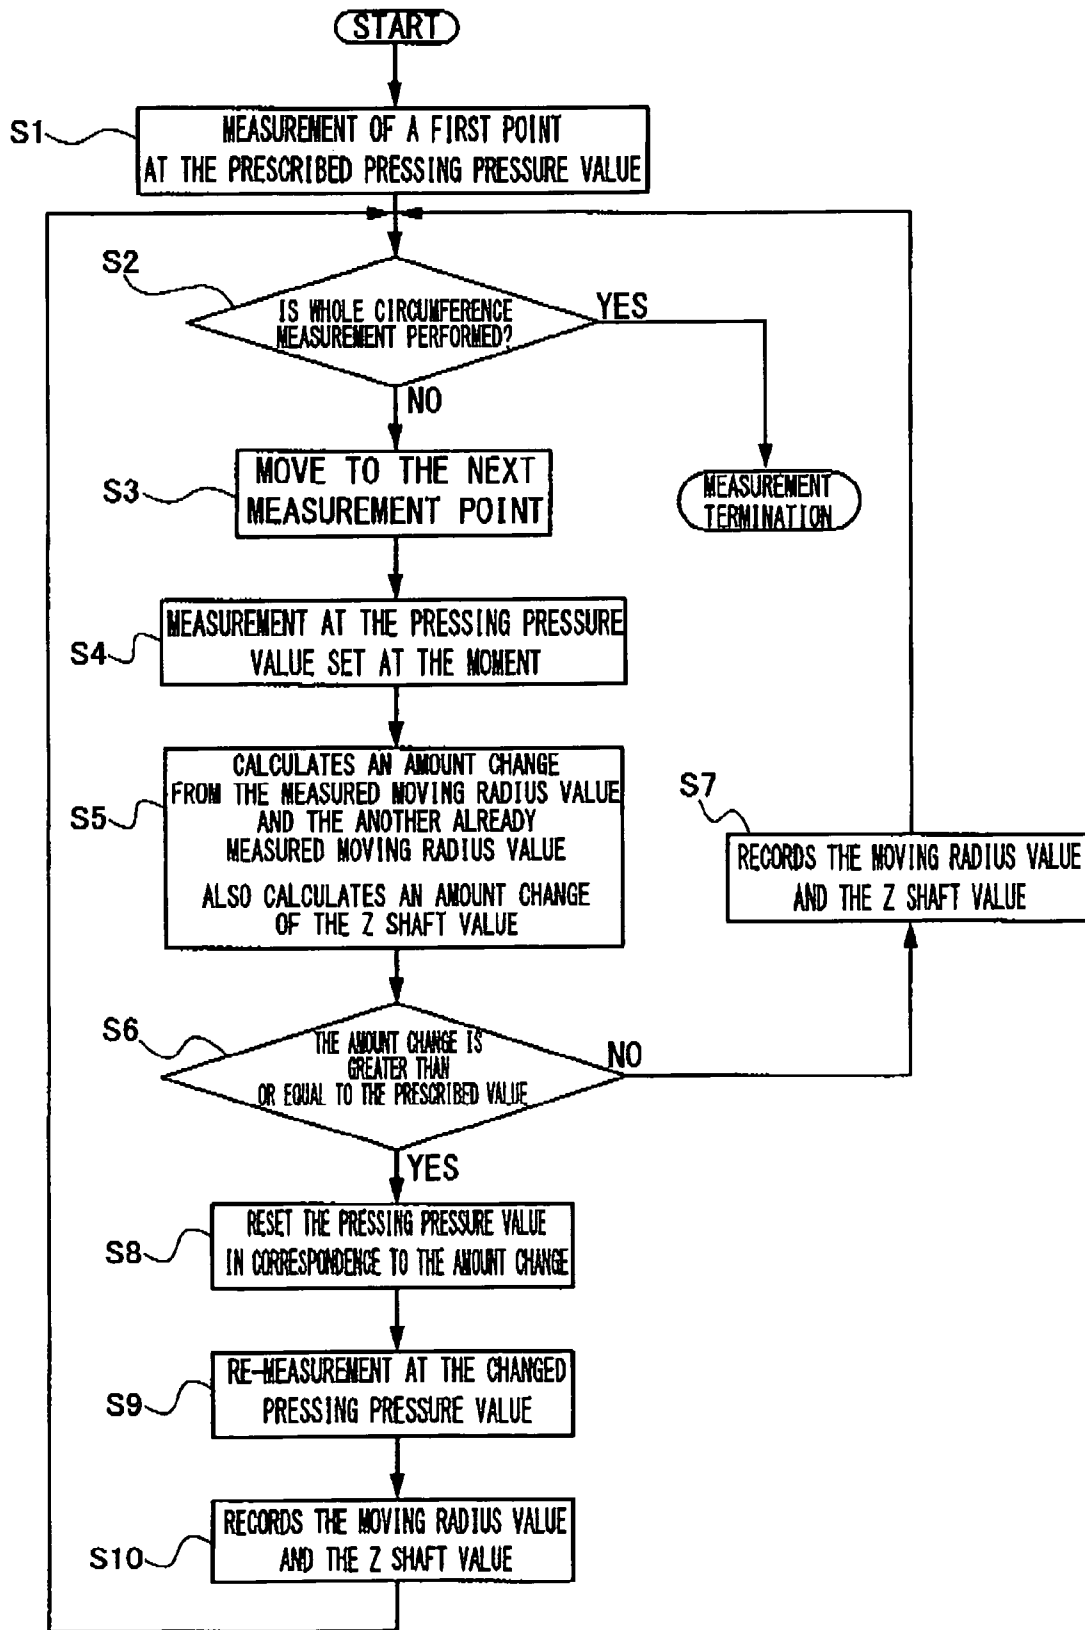 START
S1
MEASUREMENT OF A FIRST POINT
AT THE PRESCRIBED PRESSING PRESSURE VALUE
S2
IS WHOLE CIRCUMFERENCE
MEASUREMENT PERFORMED?
YES
NO
MEASUREMENT
TERMINATION
S3
MOVE TO THE NEXT
MEASUREMENT POINT
S4
MEASUREMENT AT THE PRESSING PRESSURE
VALUE SET AT THE MOMENT
S5
CALCULATES AN AMOUNT CHANGE
FROM THE MEASURED MOVING RADIUS VALUE
AND THE ANOTHER ALREADY
MEASURED MOVING RADIUS VALUE
ALSO CALCULATES AN AMOUNT CHANGE
OF THE Z SHAFT VALUE
S7
RECORDS THE MOVING RADIUS VALUE
AND THE Z SHAFT VALUE
S6
THE AMOUNT CHANGE IS
GREATER THAN
OR EQUAL TO THE PRESCRIBED VALUE
NO
YES
S8
RESET THE PRESSING PRESSURE VALUE
IN CORRESPONDENCE TO THE AMOUNT CHANGE
S9
RE-MEASUREMENT AT THE CHANGED
PRESSING PRESSURE VALUE
S10
RECORDS THE MOVING RADIUS VALUE
AND THE Z SHAFT VALUE